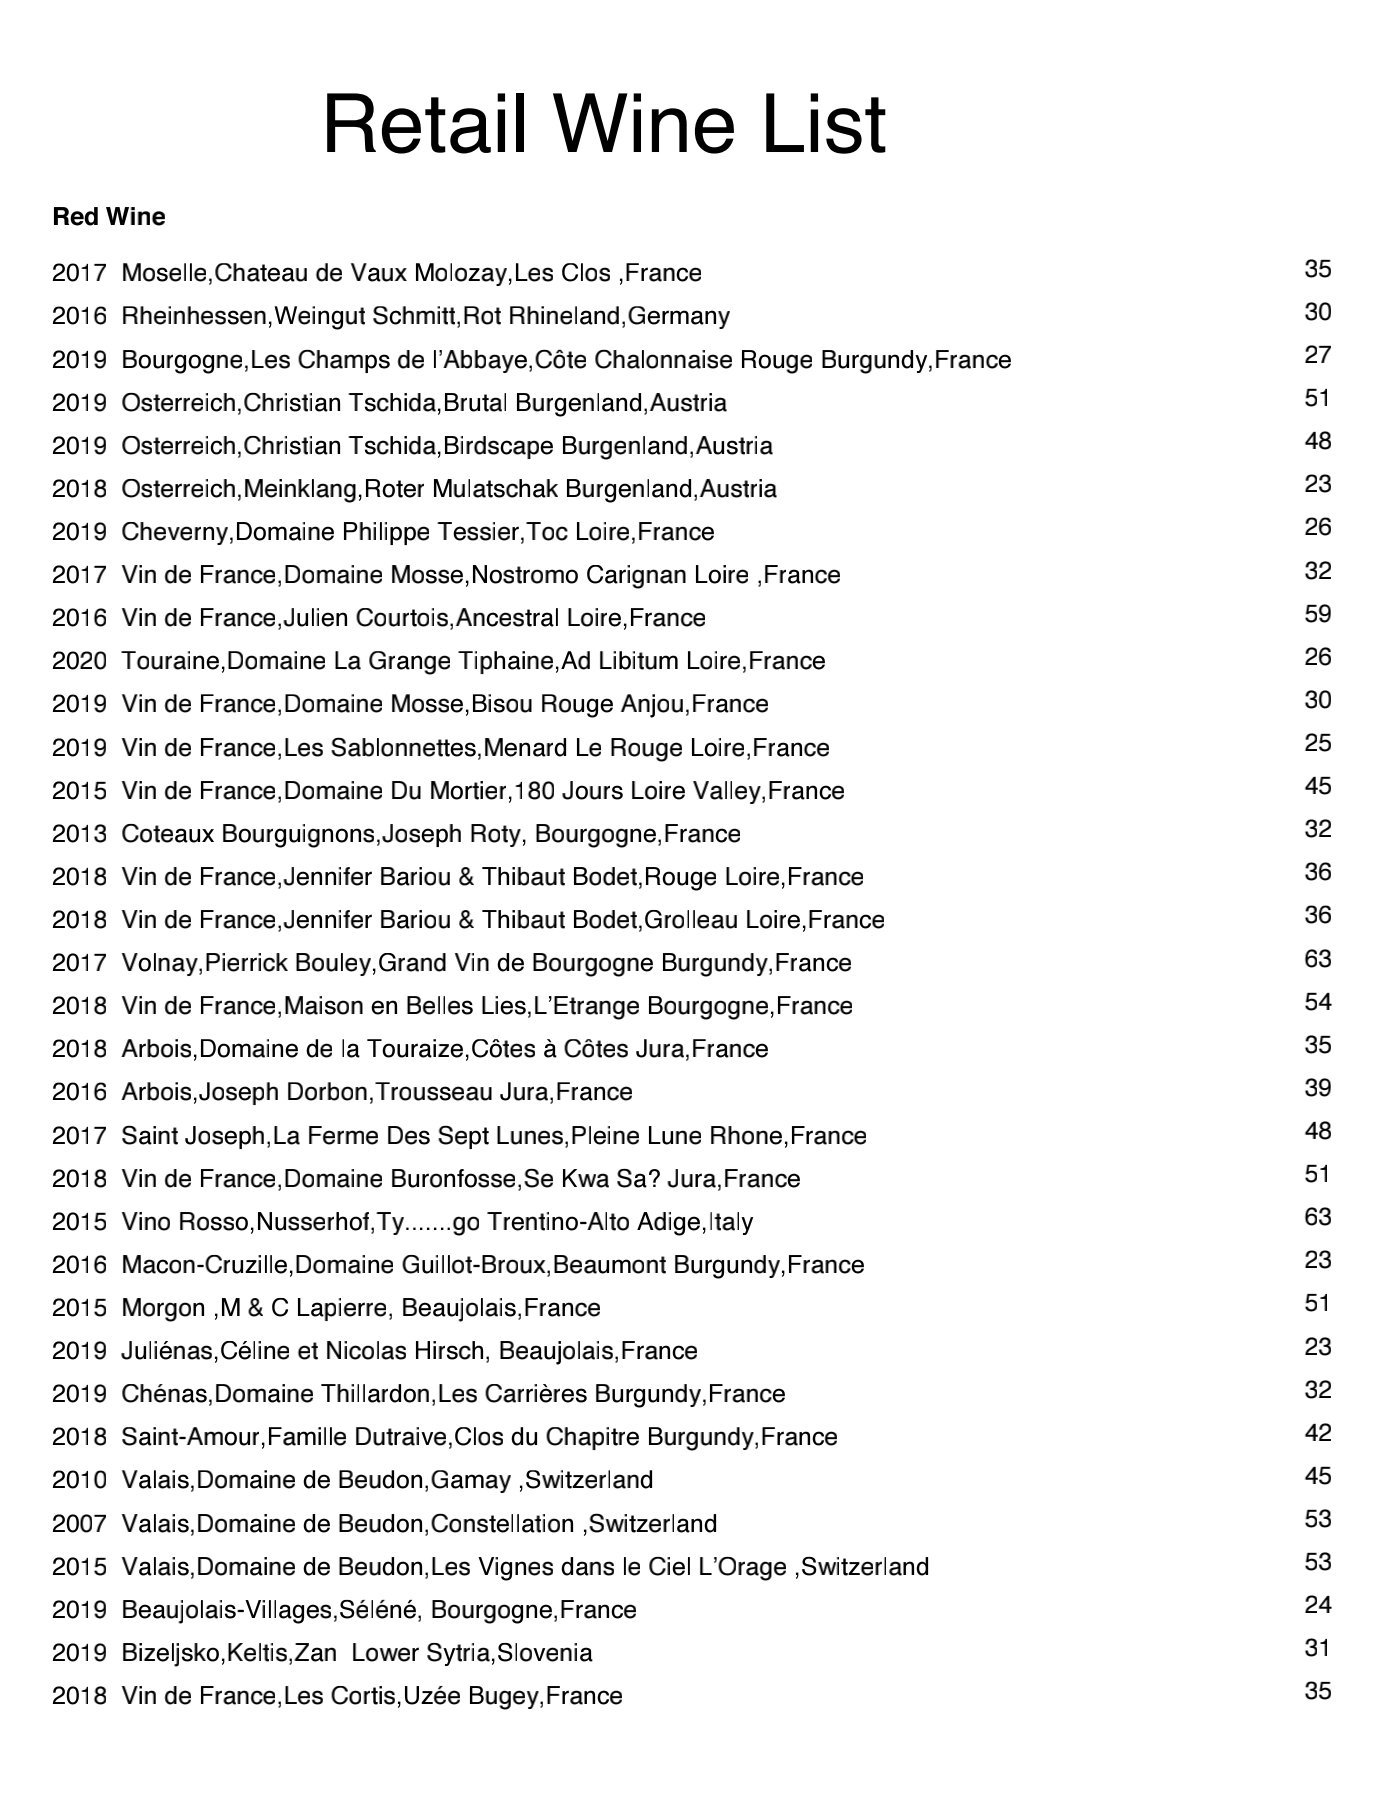 Retail Wine List
Red Wine
2017 Moselle,Chateau de Vaux Molozay,Les Clos ,France 35
2016 Rheinhessen,Weingut Schmitt,Rot Rhineland,Germany 30
2019 Bourgogne,Les Champs de l’Abbaye,Côte Chalonnaise Rouge Burgundy,France 27
2019 Osterreich,Christian Tschida,Brutal Burgenland,Austria 51
2019 Osterreich,Christian Tschida,Birdscape Burgenland,Austria 48
2018 Osterreich,Meinklang,Roter Mulatschak Burgenland,Austria 23
2019 Cheverny,Domaine Philippe Tessier,Toc Loire,France 26
2017 Vin de France,Domaine Mosse,Nostromo Carignan Loire ,France 32
2016 Vin de France,Julien Courtois,Ancestral Loire,France 59
2020 Touraine,Domaine La Grange Tiphaine,Ad Libitum Loire,France 26
2019 Vin de France,Domaine Mosse,Bisou Rouge Anjou,France 30
2019 Vin de France,Les Sablonnettes,Menard Le Rouge Loire,France 25
2015 Vin de France,Domaine Du Mortier,180 Jours Loire Valley,France 45
2013 Coteaux Bourguignons,Joseph Roty, Bourgogne,France 32
2018 Vin de France,Jennifer Bariou & Thibaut Bodet,Rouge Loire,France 36
2018 Vin de France,Jennifer Bariou & Thibaut Bodet,Grolleau Loire,France 36
2017 Volnay,Pierrick Bouley,Grand Vin de Bourgogne Burgundy,France 63
2018 Vin de France,Maison en Belles Lies,L’Etrange Bourgogne,France 54
2018 Arbois,Domaine de la Touraize,Côtes à Côtes Jura,France 35
2016 Arbois,Joseph Dorbon,Trousseau Jura,France 39
2017 Saint Joseph,La Ferme Des Sept Lunes,Pleine Lune Rhone,France 48
2018 Vin de France,Domaine Buronfosse,Se Kwa Sa? Jura,France 51
2015 Vino Rosso,Nusserhof,Ty.......go Trentino-Alto Adige,Italy 63
2016 Macon-Cruzille,Domaine Guillot-Broux,Beaumont Burgundy,France 23
2015 Morgon ,M & C Lapierre, Beaujolais,France 51
2019 Juliénas,Céline et Nicolas Hirsch, Beaujolais,France 23
2019 Chénas,Domaine Thillardon,Les Carrières Burgundy,France 32
2018 Saint-Amour,Famille Dutraive,Clos du Chapitre Burgundy,France 42
2010 Valais,Domaine de Beudon,Gamay ,Switzerland 45
2007 Valais,Domaine de Beudon,Constellation ,Switzerland 53
2015 Valais,Domaine de Beudon,Les Vignes dans le Ciel L’Orage ,Switzerland 53
2019 Beaujolais-Villages,Séléné, Bourgogne,France 24
2019 Bizeljsko,Keltis,Zan  Lower Sytria,Slovenia 31
2018 Vin de France,Les Cortis,Uzée Bugey,France 35